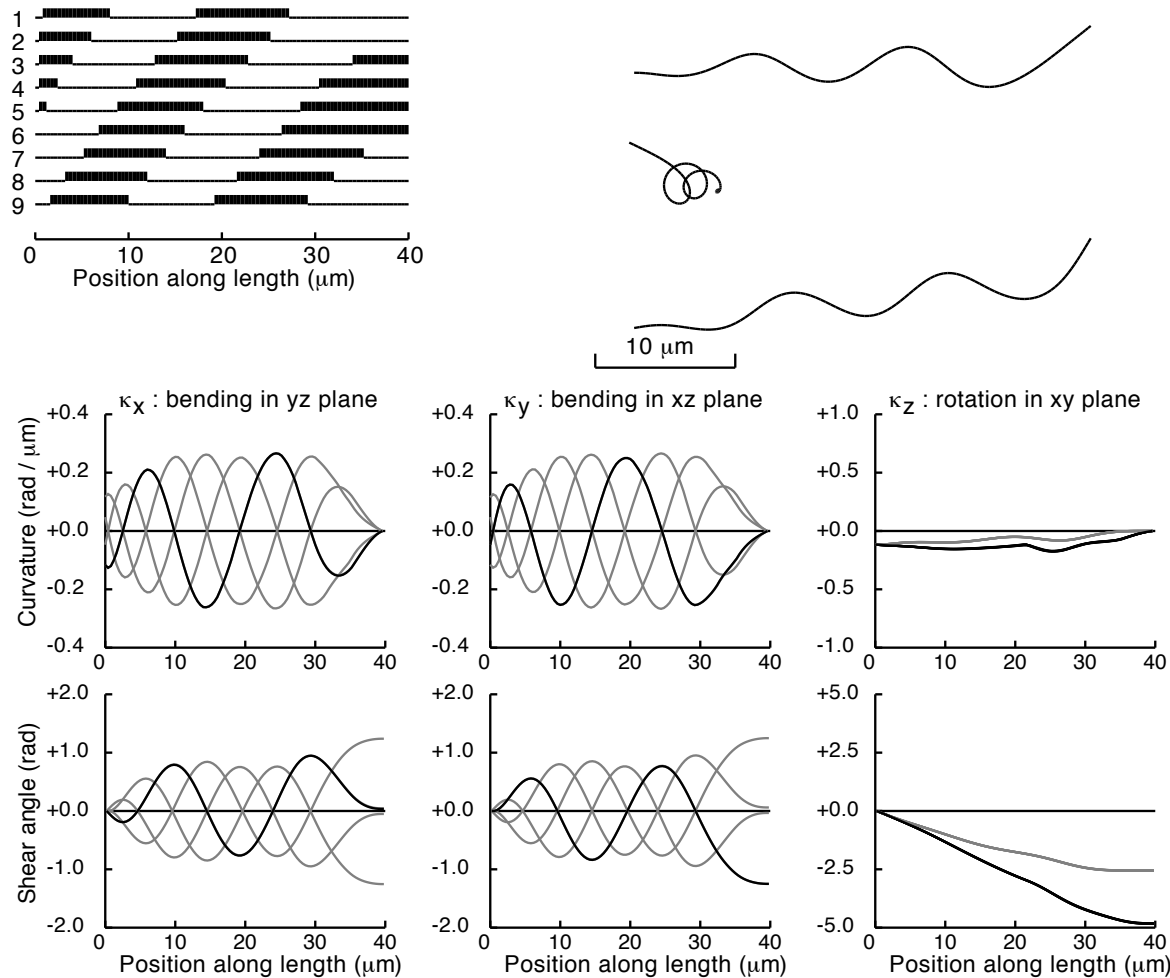 1
2
3
4
5
6
7
8
9
0 10 20 30 40
Position along length (μm)
10 μm
κx : bending in yz plane
κy : bending in xz plane
κz : rotation in xy plane
Curvature (rad / μm)
+0.4
+0.2
+0.0
-0.2
-0.4
0 10 20 30 40
+0.4
+0.2
+0.0
-0.2
-0.4
0 10 20 30 40
+1.0
+0.5
+0.0
-0.5
-1.0
0 10 20 30 40
Shear angle (rad)
+2.0
+1.0
+0.0
-1.0
-2.0
0 10 20 30 40
Position along length (μm)
+2.0
+1.0
+0.0
-1.0
-2.0
0 10 20 30 40
Position along length (μm)
+5.0
+2.5
+0.0
-2.5
-5.0
0 10 20 30 40
Position along length (μm)